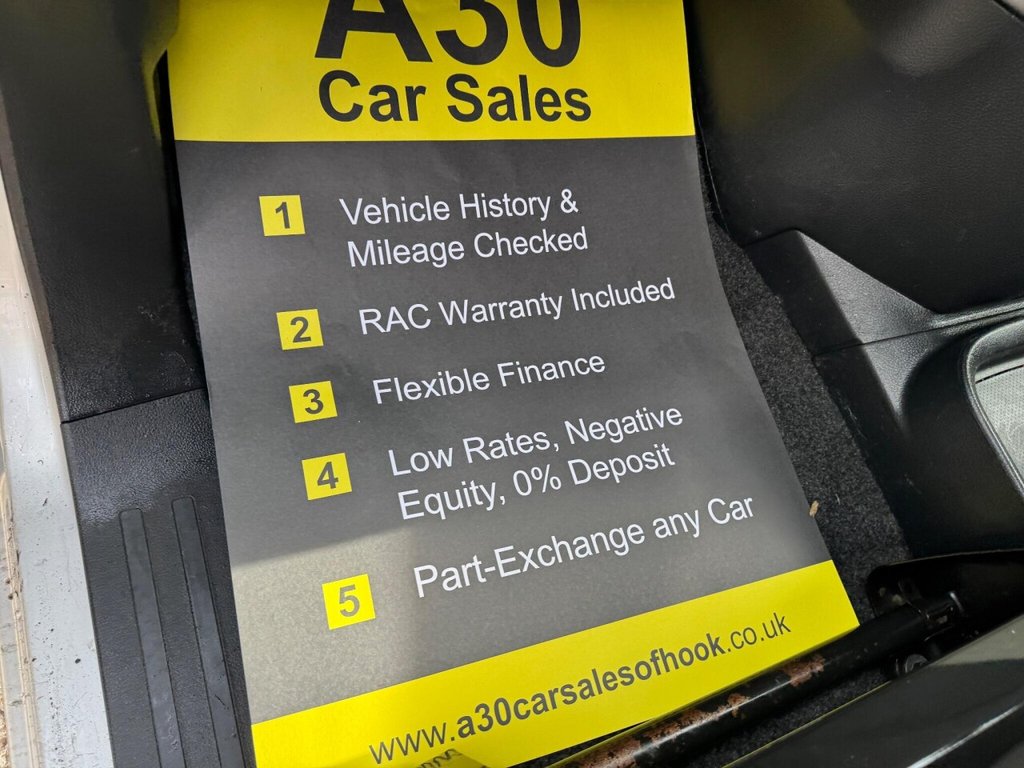 A30
Car Sales
1 Vehicle History &
Mileage Checked
2 RAC Warranty Included
3 Flexible Finance
4 Low Rates, Negative
Equity, 0% Deposit
5 Part-Exchange any Car
www.a30carsalesofhook.co.uk